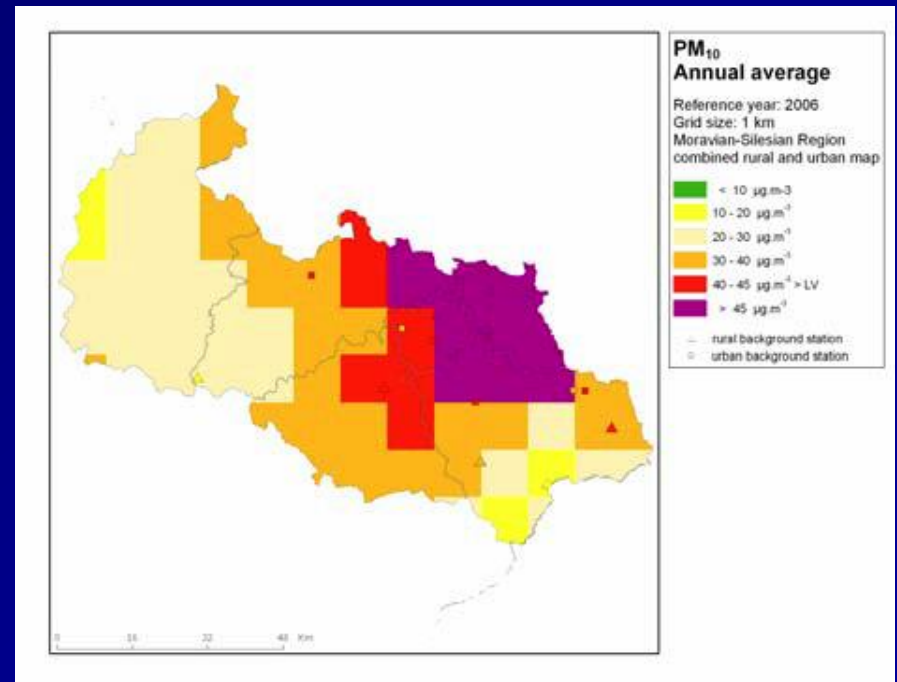 PM₁₀
Annual average
Reference year: 2006
Grid size: 1 km
Moravian-Silesian Region
combined rural and urban map
< 10 µg.m-3
10 - 20 µg.m⁻³
20 - 30 µg.m⁻³
30 - 40 µg.m⁻³
40 - 45 µg.m⁻³ > LV
> 45 µg.m⁻³
rural background station
urban background station
0 16 32 48 Km